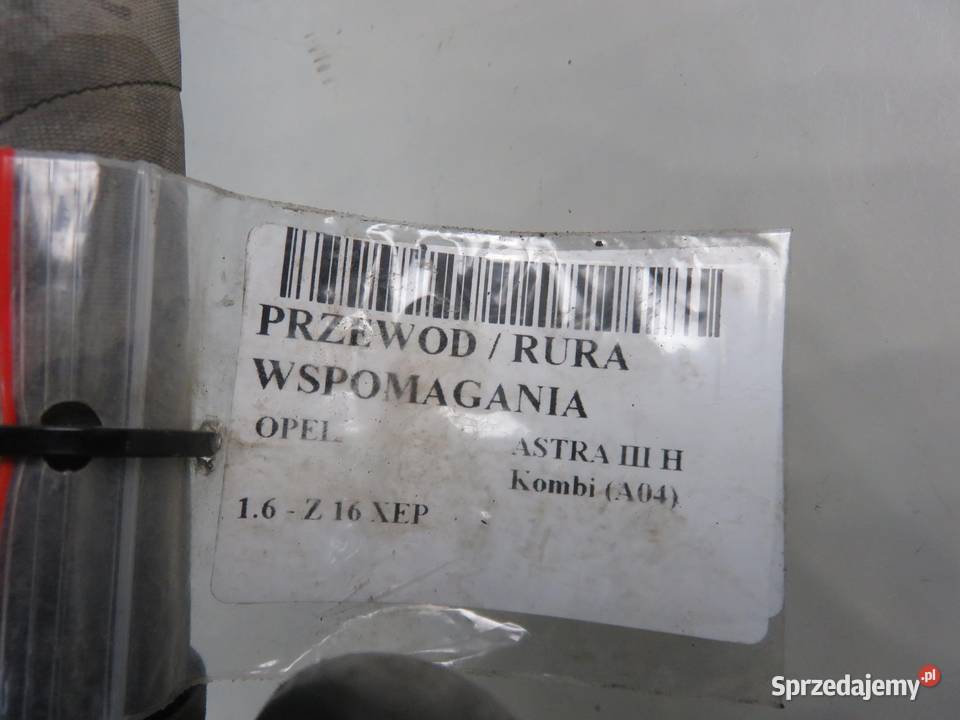 PRZEWOD / RURA
WSPOMAGANIA
OPEL
ASTRA III H
Kombi (A04)
1.6 - Z 16 XEP
Sprzedajemy.pl